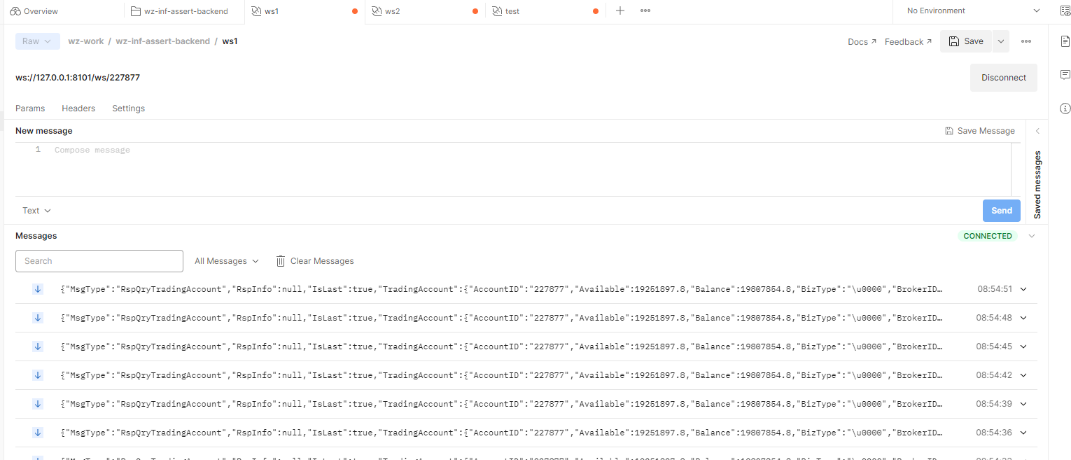 Overview wz-inf-assert-backend ws1 ws2 test No Environment
Raw wz-work / wz-inf-assert-backend / ws1 Docs Feedback Save
ws://127.0.0.1:8101/ws/227877 Disconnect
Params Headers Settings
New message Save Message
1 Compose message
Saved messages
Text Send
Messages CONNECTED
Search All Messages Clear Messages
{"MsgType":"RspQryTradingAccount","RspInfo":null,"IsLast":true,"TradingAccount":{"AccountID":"227877","Available":19251897.8,"Balance":19807854.8,"BizType":"\u0000","BrokerID… 08:54:51
{"MsgType":"RspQryTradingAccount","RspInfo":null,"IsLast":true,"TradingAccount":{"AccountID":"227877","Available":19251897.8,"Balance":19807854.8,"BizType":"\u0000","BrokerID… 08:54:48
{"MsgType":"RspQryTradingAccount","RspInfo":null,"IsLast":true,"TradingAccount":{"AccountID":"227877","Available":19251897.8,"Balance":19807854.8,"BizType":"\u0000","BrokerID… 08:54:45
{"MsgType":"RspQryTradingAccount","RspInfo":null,"IsLast":true,"TradingAccount":{"AccountID":"227877","Available":19251897.8,"Balance":19807854.8,"BizType":"\u0000","BrokerID… 08:54:42
{"MsgType":"RspQryTradingAccount","RspInfo":null,"IsLast":true,"TradingAccount":{"AccountID":"227877","Available":19251897.8,"Balance":19807854.8,"BizType":"\u0000","BrokerID… 08:54:39
{"MsgType":"RspQryTradingAccount","RspInfo":null,"IsLast":true,"TradingAccount":{"AccountID":"227877","Available":19251897.8,"Balance":19807854.8,"BizType":"\u0000","BrokerID… 08:54:36